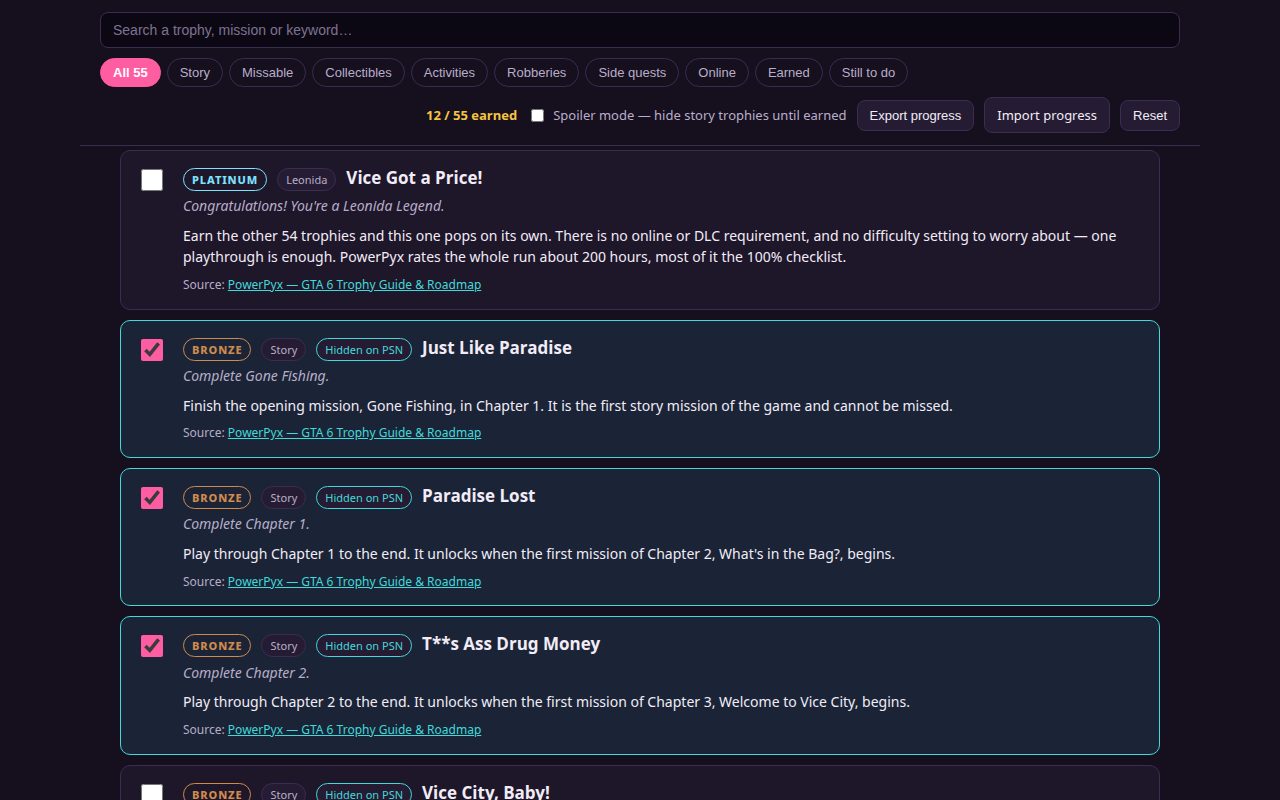 Search a trophy, mission or keyword…
All 55 Story Missable Collectibles Activities Robberies Side quests Online Earned Still to do
12 / 55 earned Spoiler mode — hide story trophies until earned Export progress Import progress Reset
PLATINUM Leonida Vice Got a Price!
Congratulations! You're a Leonida Legend.
Earn the other 54 trophies and this one pops on its own. There is no online or DLC requirement, and no difficulty setting to worry about — one
playthrough is enough. PowerPyx rates the whole run about 200 hours, most of it the 100% checklist.
Source: PowerPyx — GTA 6 Trophy Guide & Roadmap
BRONZE Story Hidden on PSN Just Like Paradise
Complete Gone Fishing.
Finish the opening mission, Gone Fishing, in Chapter 1. It is the first story mission of the game and cannot be missed.
Source: PowerPyx — GTA 6 Trophy Guide & Roadmap
BRONZE Story Hidden on PSN Paradise Lost
Complete Chapter 1.
Play through Chapter 1 to the end. It unlocks when the first mission of Chapter 2, What's in the Bag?, begins.
Source: PowerPyx — GTA 6 Trophy Guide & Roadmap
BRONZE Story Hidden on PSN T**s Ass Drug Money
Complete Chapter 2.
Play through Chapter 2 to the end. It unlocks when the first mission of Chapter 3, Welcome to Vice City, begins.
Source: PowerPyx — GTA 6 Trophy Guide & Roadmap
BRONZE Story Hidden on PSN Vice City, Baby!